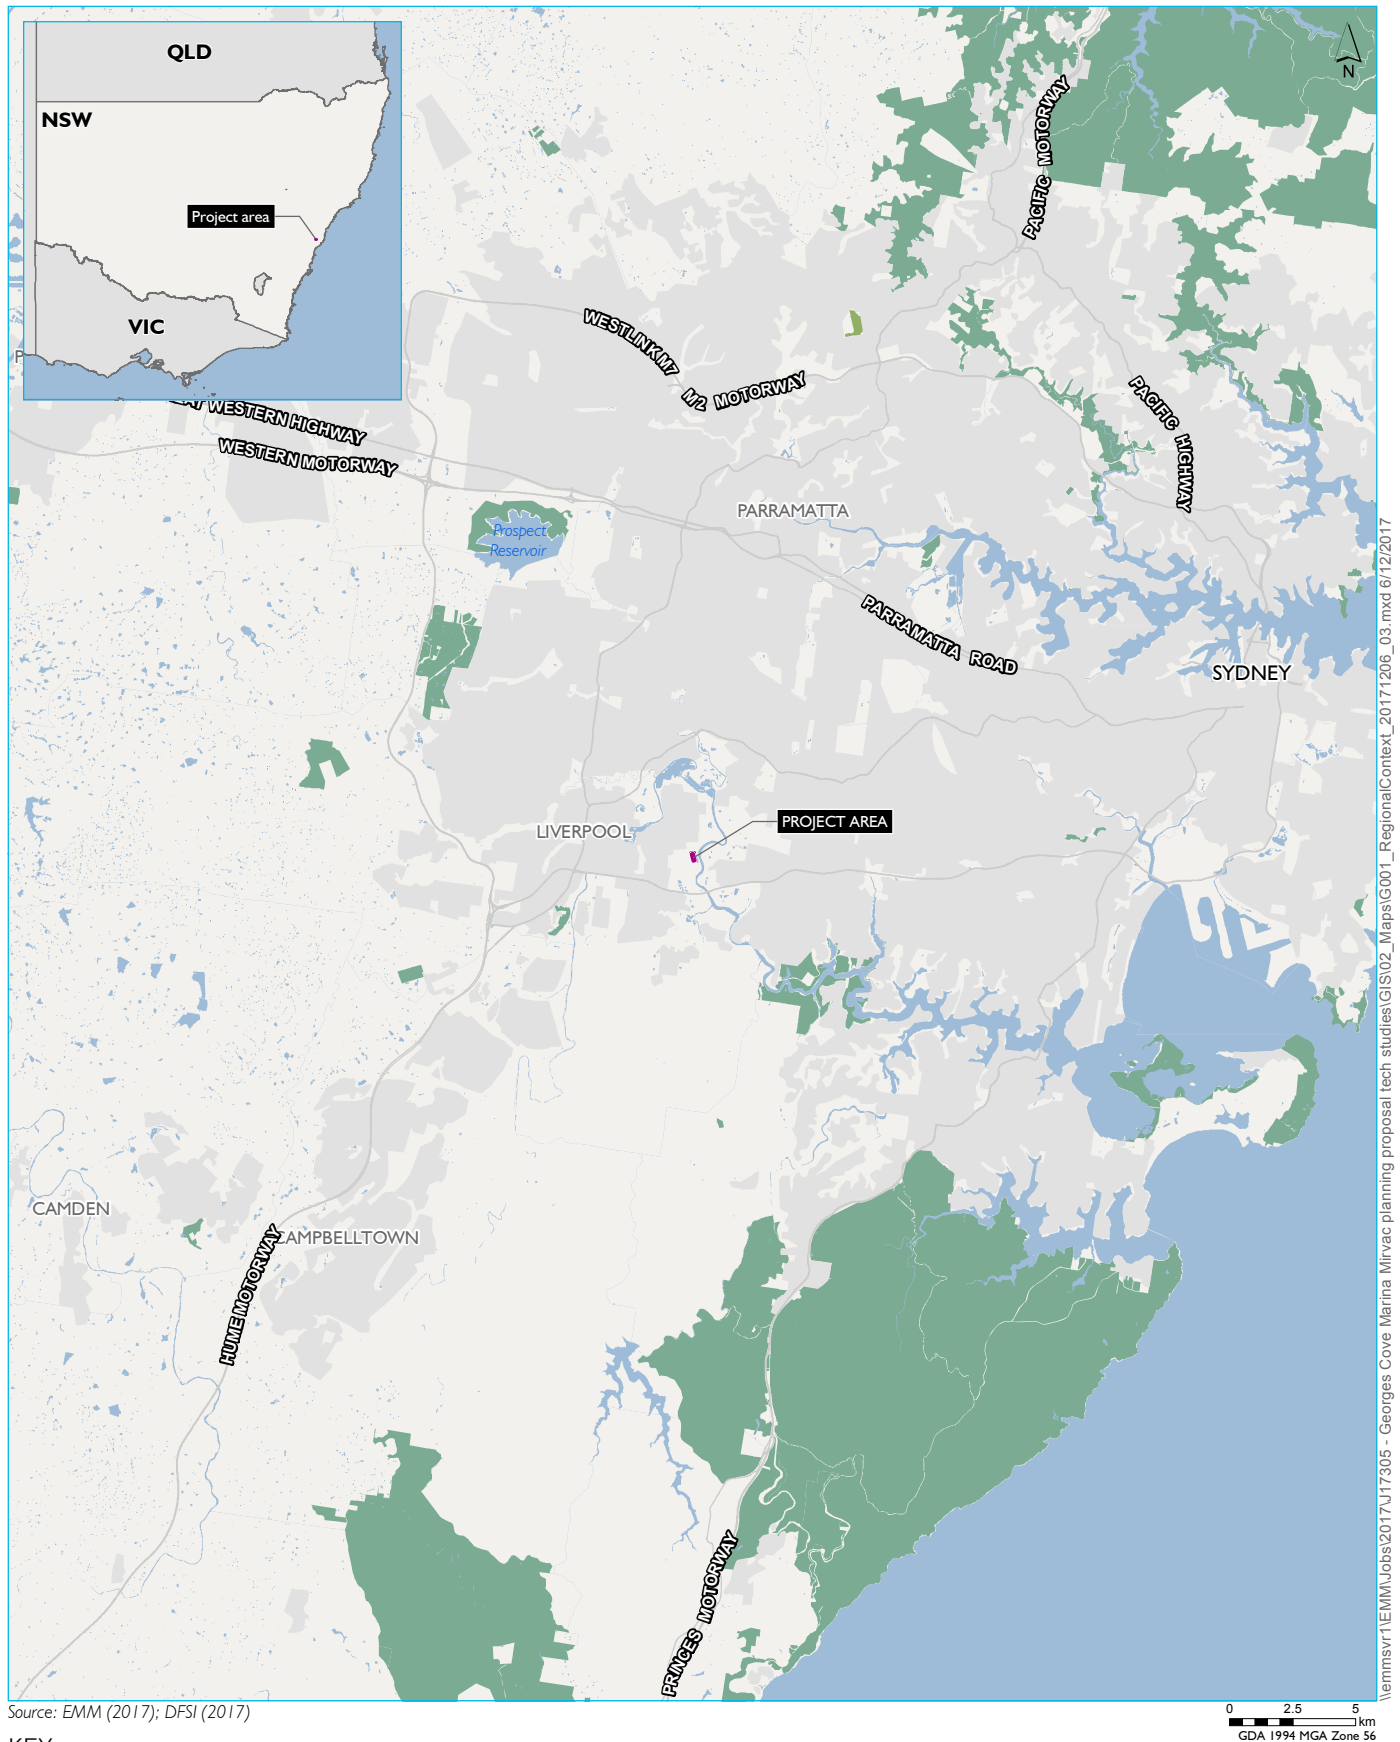 QLD
NSW
Project area
VIC
N
PACIFIC MOTORWAY
WESTLINK M7
M2 MOTORWAY
PACIFIC HIGHWAY
WESTERN HIGHWAY
WESTERN MOTORWAY
PARRAMATTA
Prospect
Reservoir
PARRAMATTA ROAD
SYDNEY
PROJECT AREA
LIVERPOOL
CAMDEN
CAMPBELLTOWN
HUME MOTORWAY
PRINCES MOTORWAY
\\emmsvr1\EMM\Jobs\2017\J17305 - Georges Cove Marina Mirvac planning proposal tech studies\GIS\02_Maps\G001_RegionalContext_20171206_03.mxd 6/12/2017
Source: EMM (2017); DFSI (2017)
0 2.5 5
km
GDA 1994 MGA Zone 56
KEY